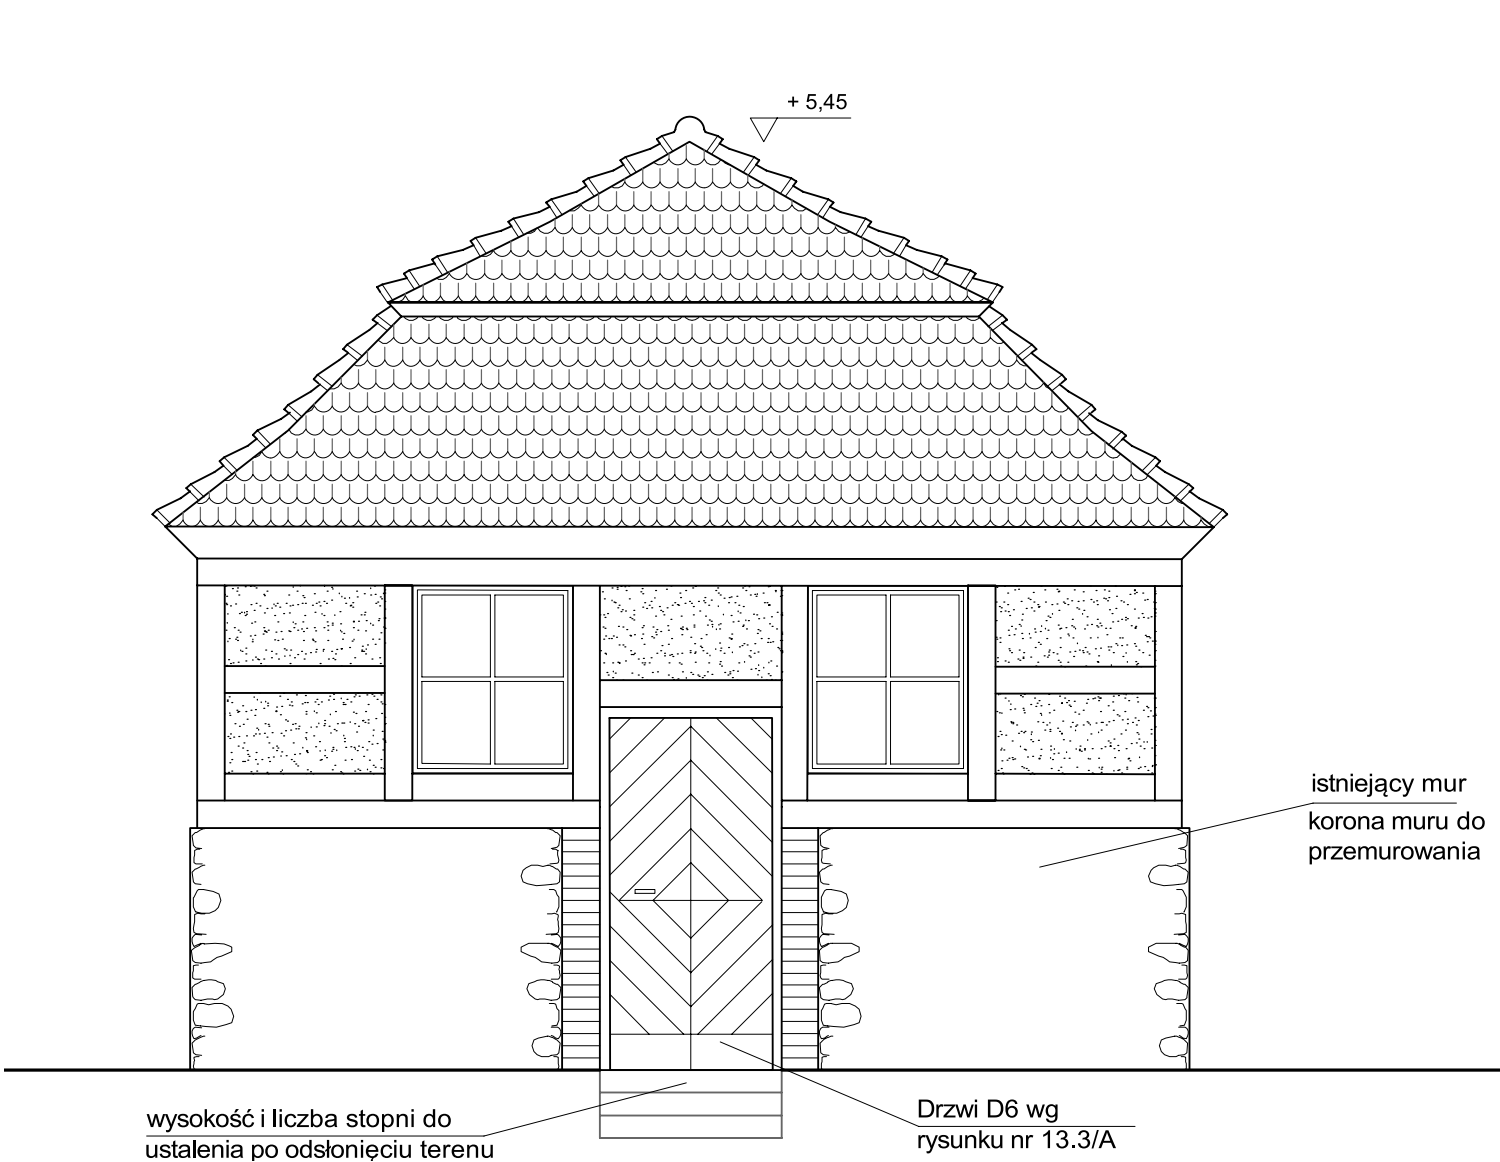 + 5,45
istniejący mur
korona muru do
przemurowania
wysokość i liczba stopni do
ustalenia po odsłonięciu terenu
Drzwi D6 wg
rysunku nr 13.3/A